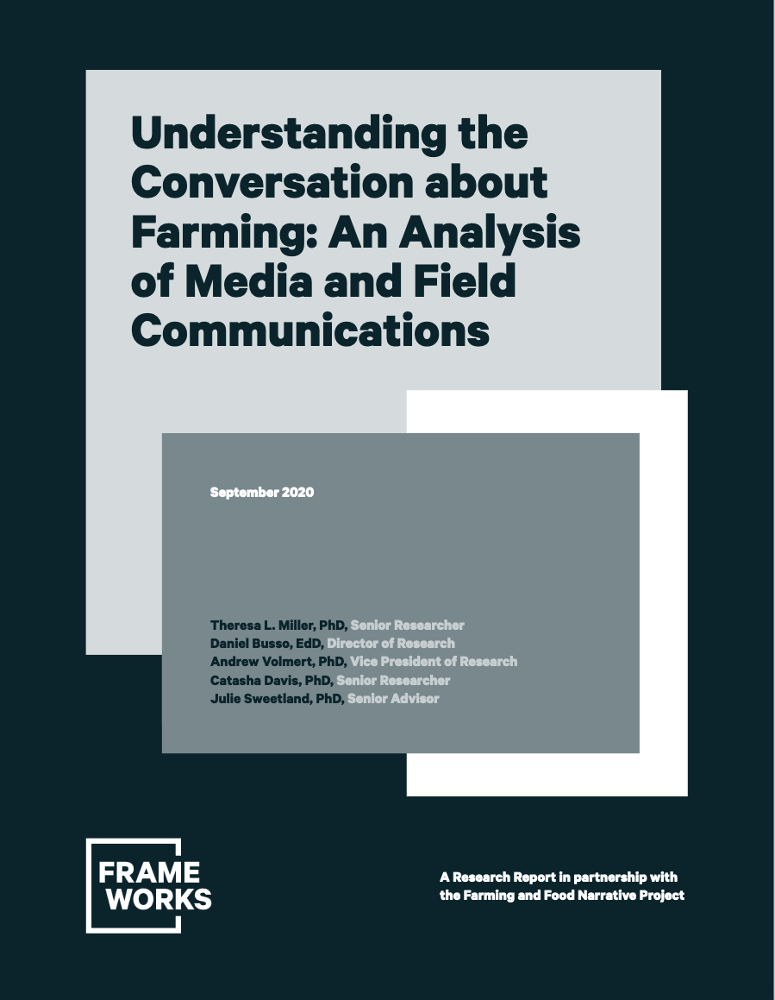 Understanding the
Conversation about
Farming: An Analysis
of Media and Field
Communications
September 2020
Theresa L. Miller, PhD, Senior Researcher
Daniel Busso, EdD, Director of Research
Andrew Volmert, PhD, Vice President of Research
Catasha Davis, PhD, Senior Researcher
Julie Sweetland, PhD, Senior Advisor
FRAME
WORKS
A Research Report in partnership with
the Farming and Food Narrative Project